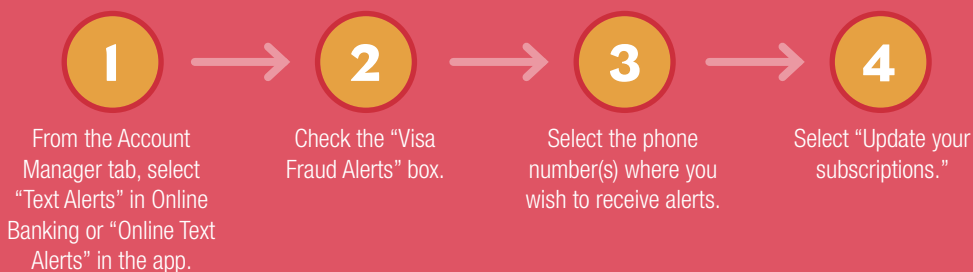 1
From the Account
Manager tab, select
“Text Alerts” in Online
Banking or “Online Text
Alerts” in the app.
2
Check the “Visa
Fraud Alerts” box.
3
Select the phone
number(s) where you
wish to receive alerts.
4
Select “Update your
subscriptions.”